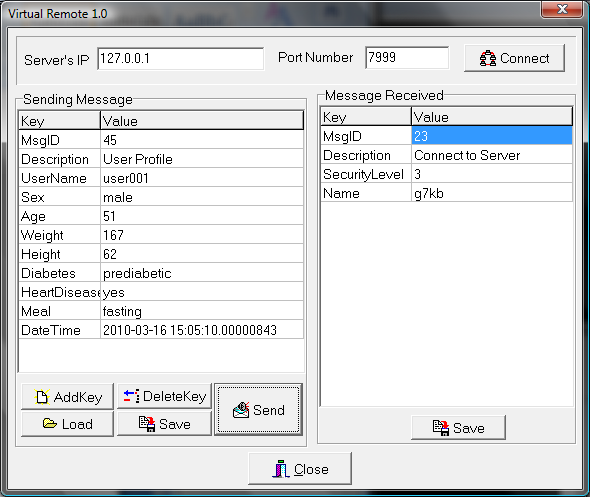 Virtual Remote 1.0
Server's IP 127.0.0.1 Port Number 7999 Connect
Sending Message
Key Value
MsgID 45
Description User Profile
UserName user001
Sex male
Age 51
Weight 167
Height 62
Diabetes prediabetic
HeartDisease yes
Meal fasting
DateTime 2010-03-16 15:05:10.00000843
AddKey DeleteKey Send
Load Save
Message Received
Key Value
MsgID 23
Description Connect to Server
SecurityLevel 3
Name g7kb
Save
Close